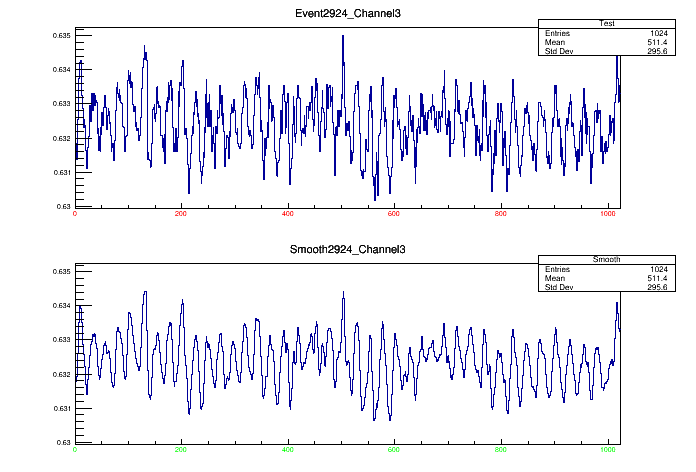 Event2924_Channel3
Test
Entries 1024
Mean 511.4
Std Dev 295.6
0.635
0.634
0.633
0.632
0.631
0.63
0 200 400 600 800 1000
Smooth2924_Channel3
Smooth
Entries 1024
Mean 511.4
Std Dev 295.6
0.635
0.634
0.633
0.632
0.631
0.63
0 200 400 600 800 1000